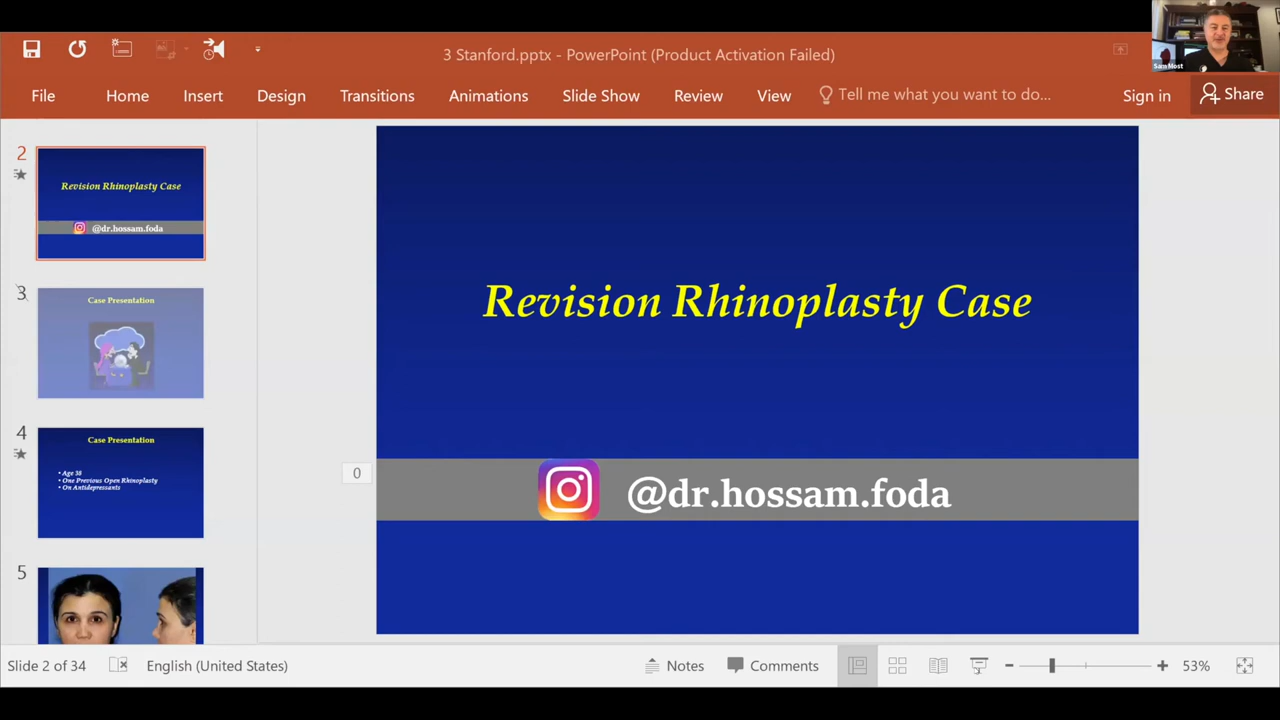 3 Stanford.pptx - PowerPoint (Product Activation Failed)
Sam Most
File Home Insert Design Transitions Animations Slide Show Review View Tell me what you want to do... Sign in Share
2
Revision Rhinoplasty Case
@dr.hossam.foda
3
Case Presentation
4
Case Presentation
• Age 38
• One Previous Open Rhinoplasty
• On Antidepressants
5
Revision Rhinoplasty Case
0
@dr.hossam.foda
Slide 2 of 34 English (United States) Notes Comments 53%